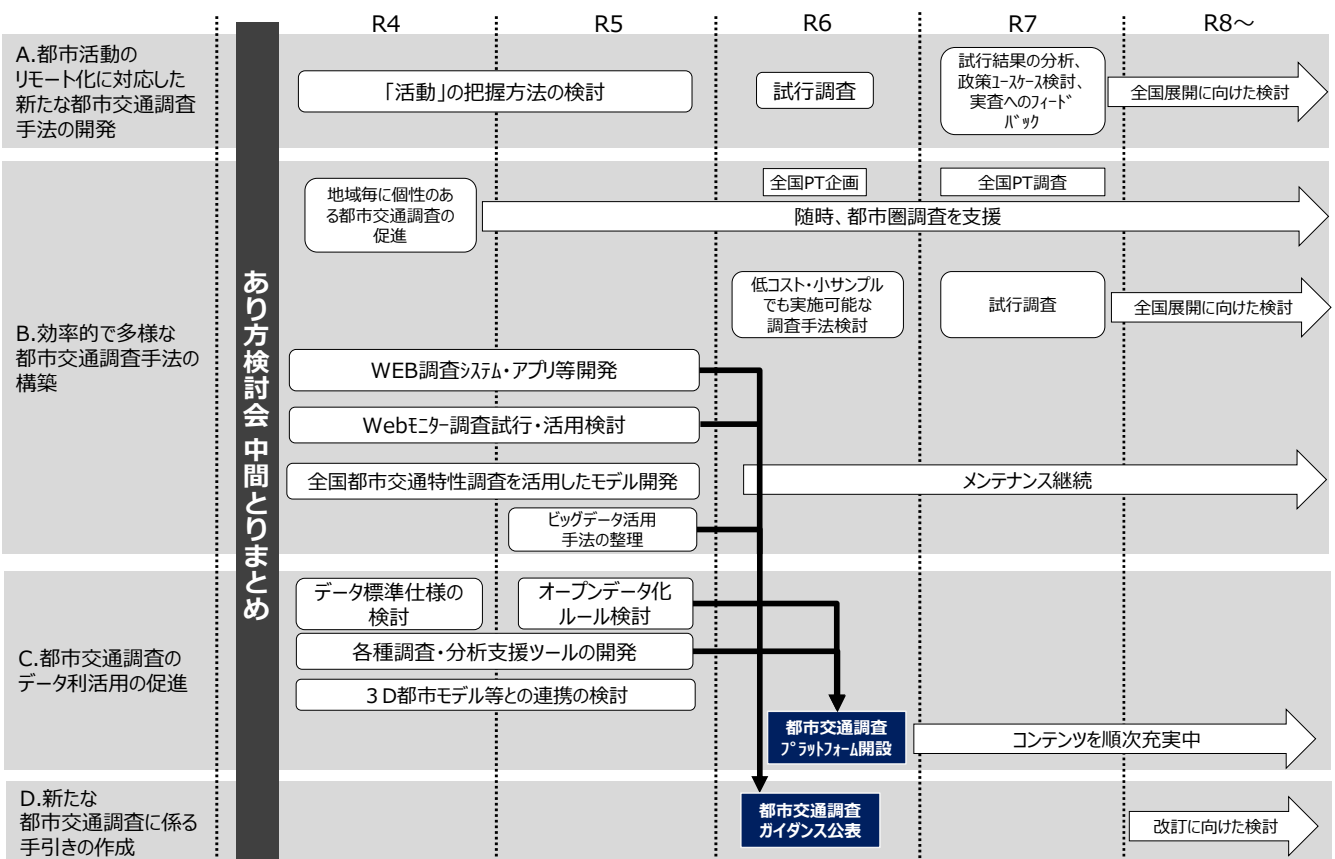 R4
R5
R6
R7
R8～
A.都市活動の
リモート化に対応した
新たな都市交通調査
手法の開発
「活動」の把握方法の検討
試行調査
試行結果の分析、
政策ﾕｰｽｹｰｽ検討、
実査へのﾌｨｰﾄﾞ
ﾊﾞｯｸ
全国展開に向けた検討
あり方検討会 中間とりまとめ
B.効率的で多様な
都市交通調査手法の
構築
地域毎に個性のあ
る都市交通調査の
促進
全国PT企画
全国PT調査
随時、都市圏調査を支援
低コスト・小サンプル
でも実施可能な
調査手法検討
試行調査
全国展開に向けた検討
WEB調査ｼｽﾃﾑ・アプリ等開発
Webﾓﾆﾀｰ調査試行・活用検討
全国都市交通特性調査を活用したモデル開発
メンテナンス継続
ビッグデータ活用
手法の整理
C.都市交通調査の
データ利活用の促進
データ標準仕様の
検討
オープンデータ化
ルール検討
各種調査・分析支援ツールの開発
３D都市モデル等との連携の検討
都市交通調査
ﾌﾟﾗｯﾄﾌｫｰﾑ開設
コンテンツを順次充実中
D.新たな
都市交通調査に係る
手引きの作成
都市交通調査
ガイダンス公表
改訂に向けた検討